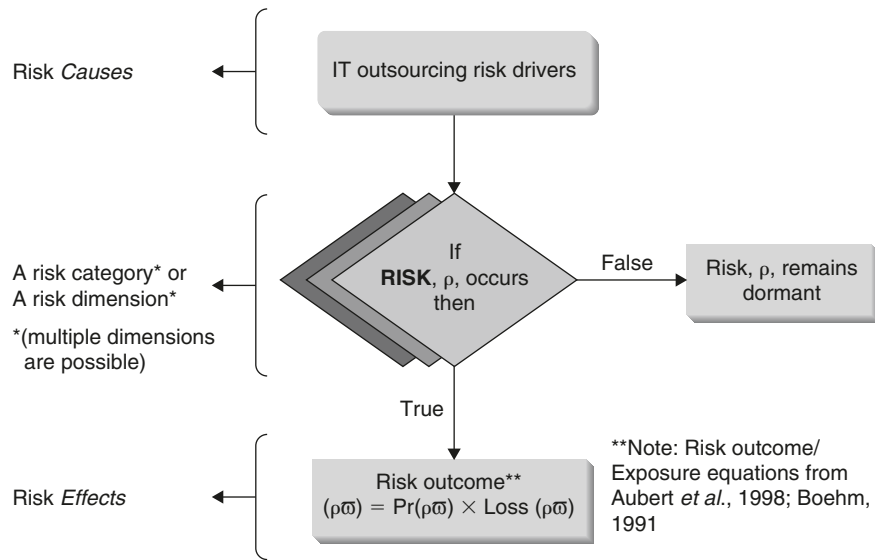 Risk Causes
IT outsourcing risk drivers
A risk category* or
A risk dimension*
*(multiple dimensions
are possible)
If
RISK, ρ, occurs
then
False
Risk, ρ, remains
dormant
True
Risk Effects
Risk outcome**
(ρϖ) = Pr(ρϖ) × Loss (ρϖ)
**Note: Risk outcome/
Exposure equations from
Aubert et al., 1998; Boehm,
1991